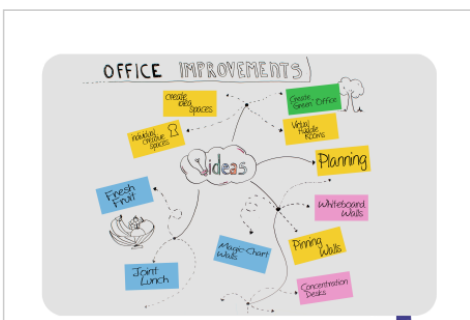 OFFICE IMPROVEMENTS
Create
Idea
Spaces
Create
Green Office
Individual
Creative
Spaces
Virtual
Huddle
Rooms
ideas
Planning
Fresh
Fruit
Whiteboard
Walls
Magic-Chart
Walls
Pinning
Walls
Joint
Lunch
Concentration
Desks